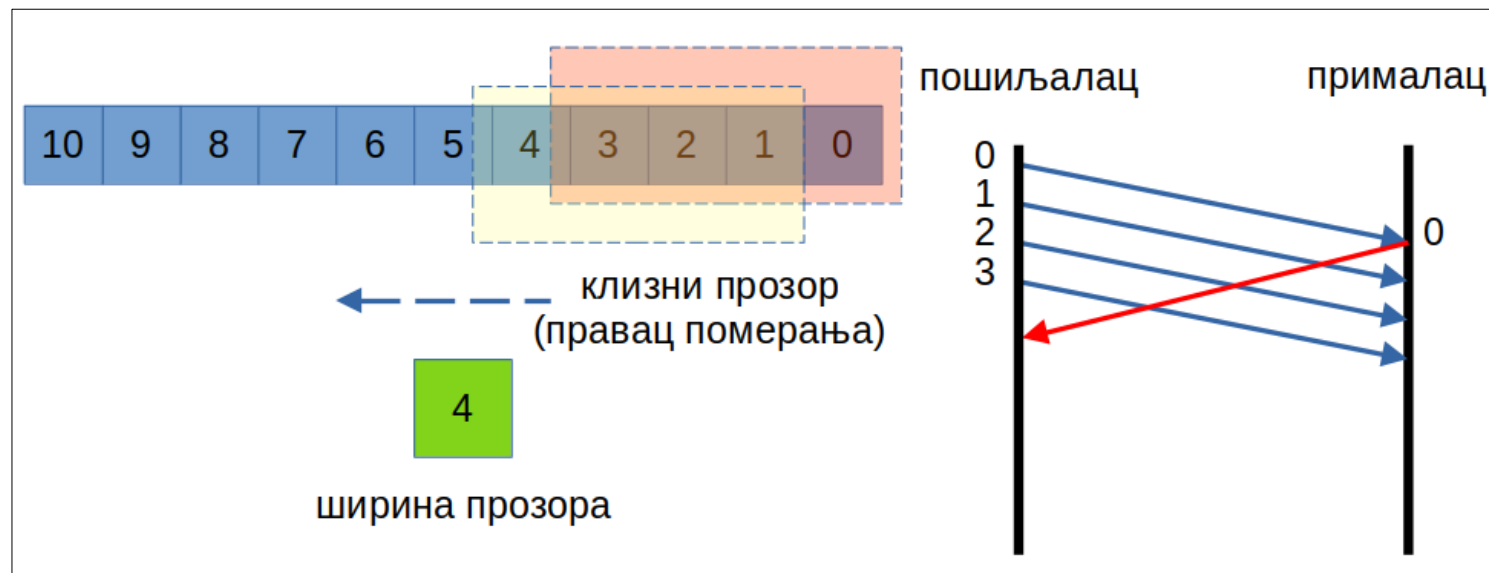 10 9 8 7 6 5 4 3 2 1 0
клизни прозор
(правац померања)
4
ширина прозора
пошиљалац прималац
0
1
2
3
0